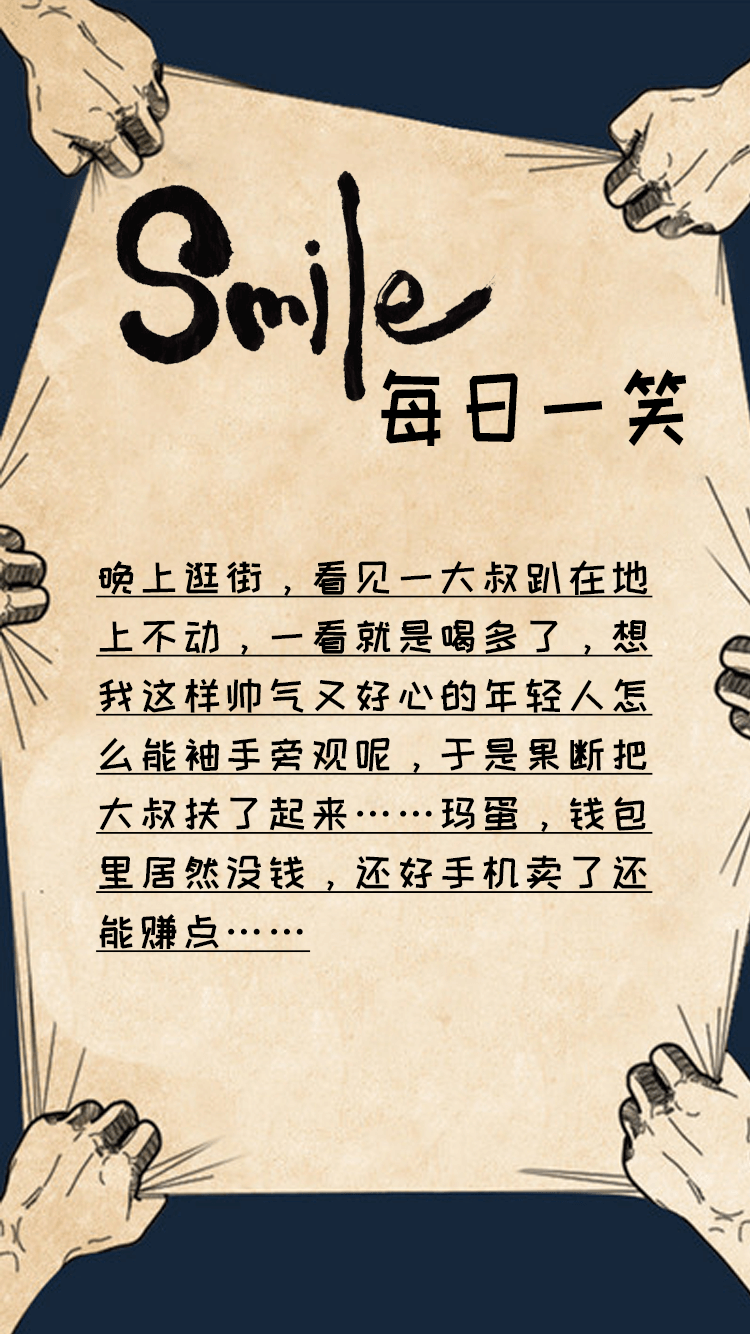 Smile
每日一笑
晚上逛街，看见一大叔趴在地
上不动，一看就是喝多了，想
我这样帅气又好心的年轻人怎
么能袖手旁观呢，于是果断把
大叔扶了起来……玛蛋，钱包
里居然没钱，还好手机卖了还
能赚点……